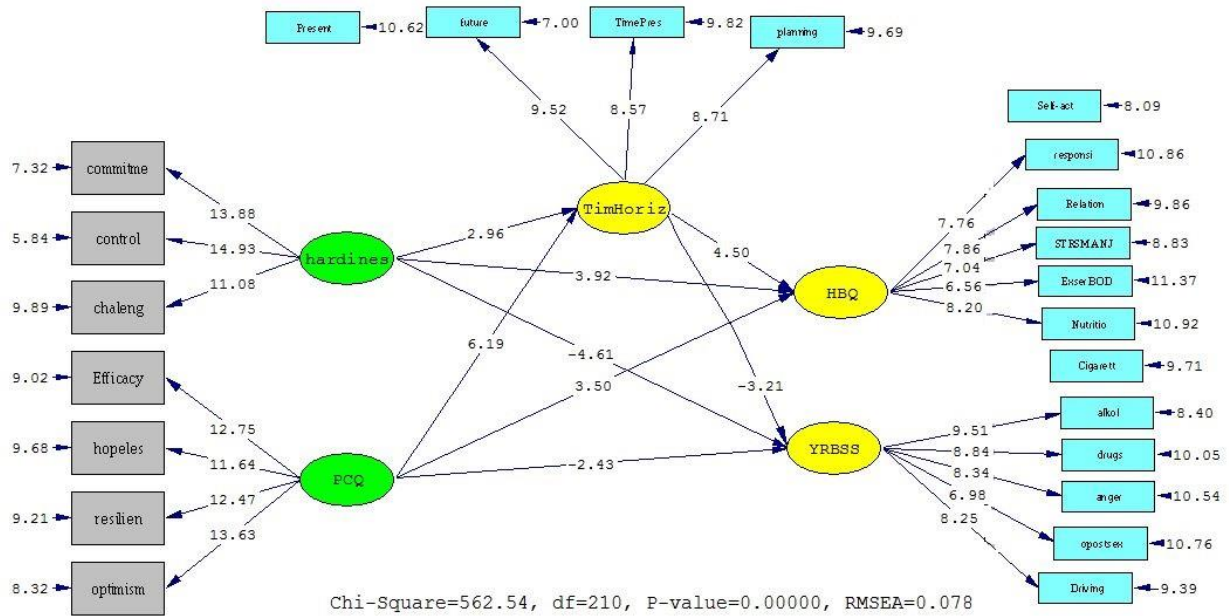 Present
10.62
future
7.00
TimePres
9.82
planning
9.69
9.52
8.57
8.71
Self-act
8.09
responsi
10.86
7.32
commitme
13.88
Relation
9.86
TimHoriz
7.76
5.84
control
14.93
2.96
4.50
7.86
STRSMANJ
8.83
hardines
3.92
7.04
9.89
chaleng
11.08
HBQ
6.56
ExserBOD
11.37
8.20
Nutritio
10.92
6.19
-4.61
Cigarett
9.71
9.02
Efficacy
3.50
-3.21
alkol
8.40
12.75
9.51
9.68
hopeles
11.64
YRBSS
8.84
drugs
10.05
PCQ
-2.43
8.34
anger
10.54
12.47
6.98
9.21
resilien
13.63
8.25
opostsex
10.76
8.32
optimism
Driving
9.39
Chi-Square=562.54, df=210, P-value=0.00000, RMSEA=0.078